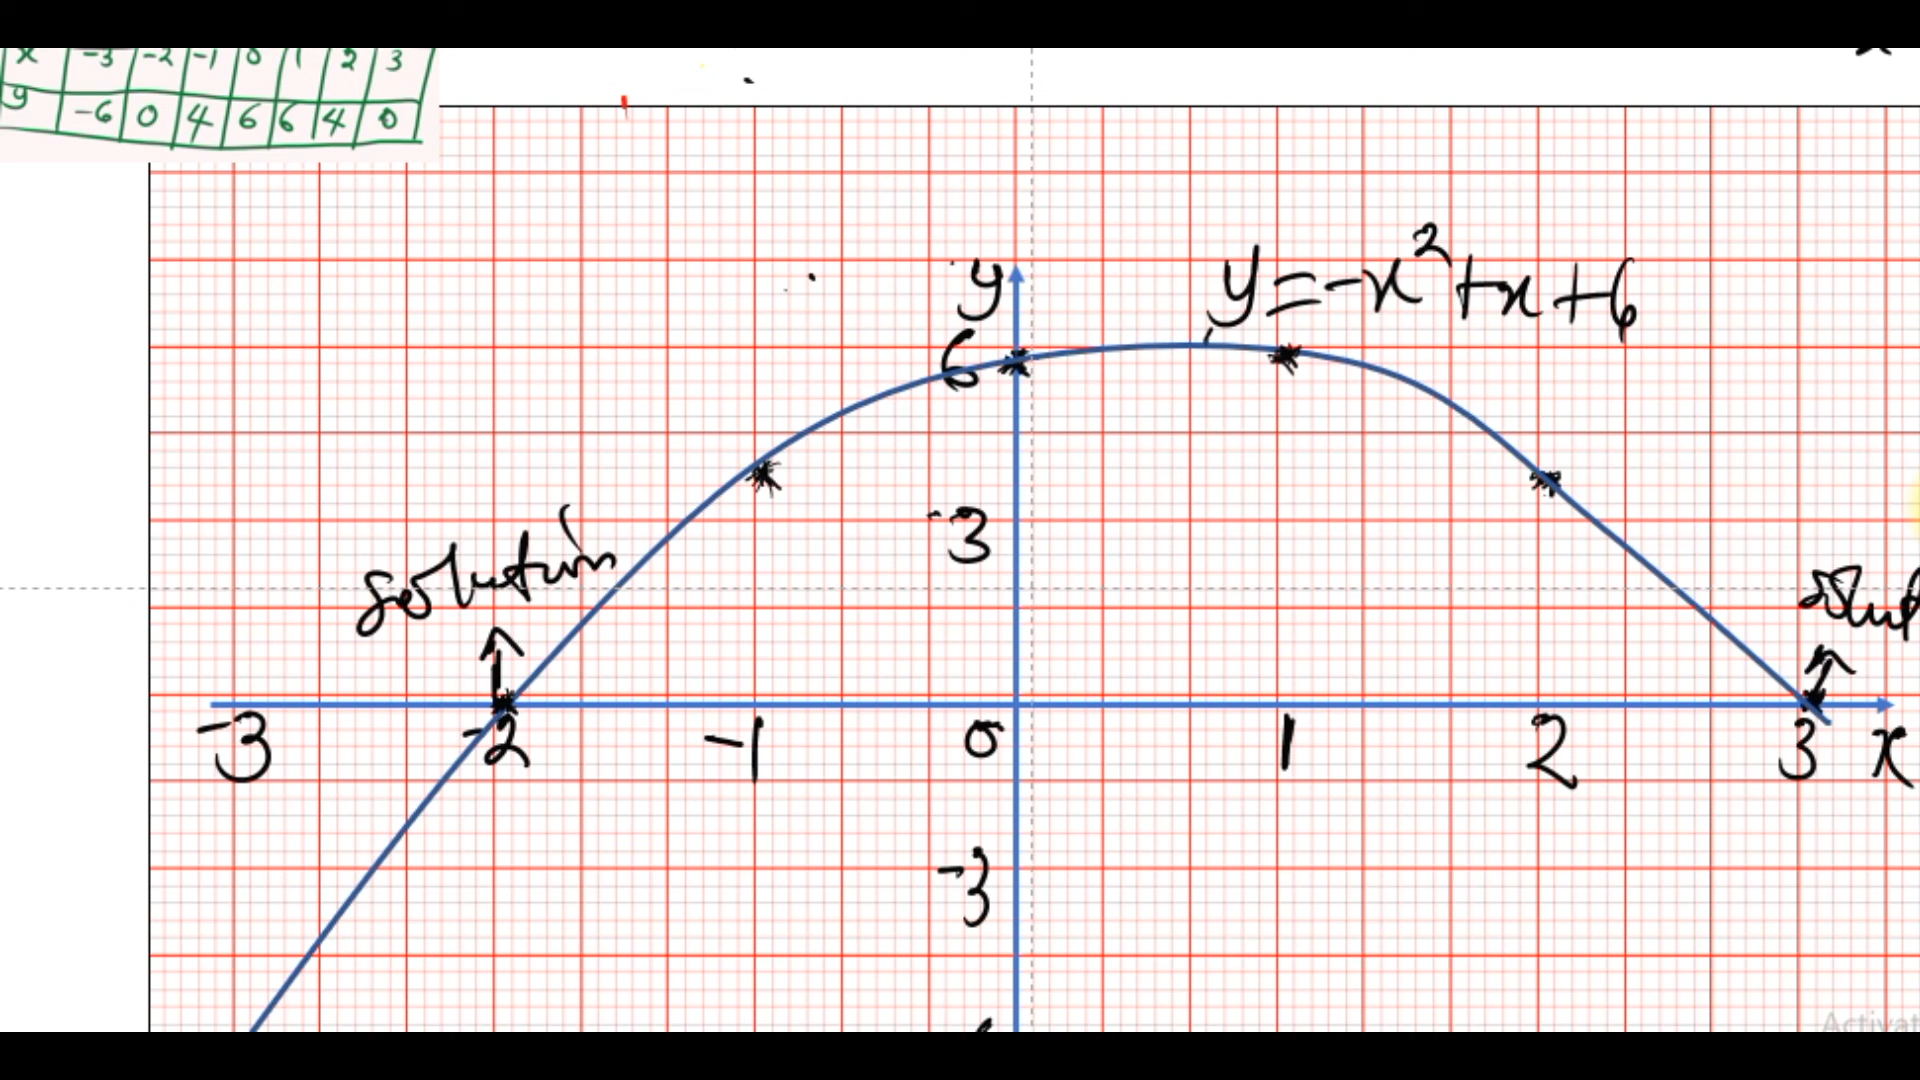 x -3 -2 -1 0 1 2 3
y -6 0 4 6 6 4 0
y
y=-x²+x+6
6
3
solution
-3 -2 -1 0 1 2 3 x
-3
Activat